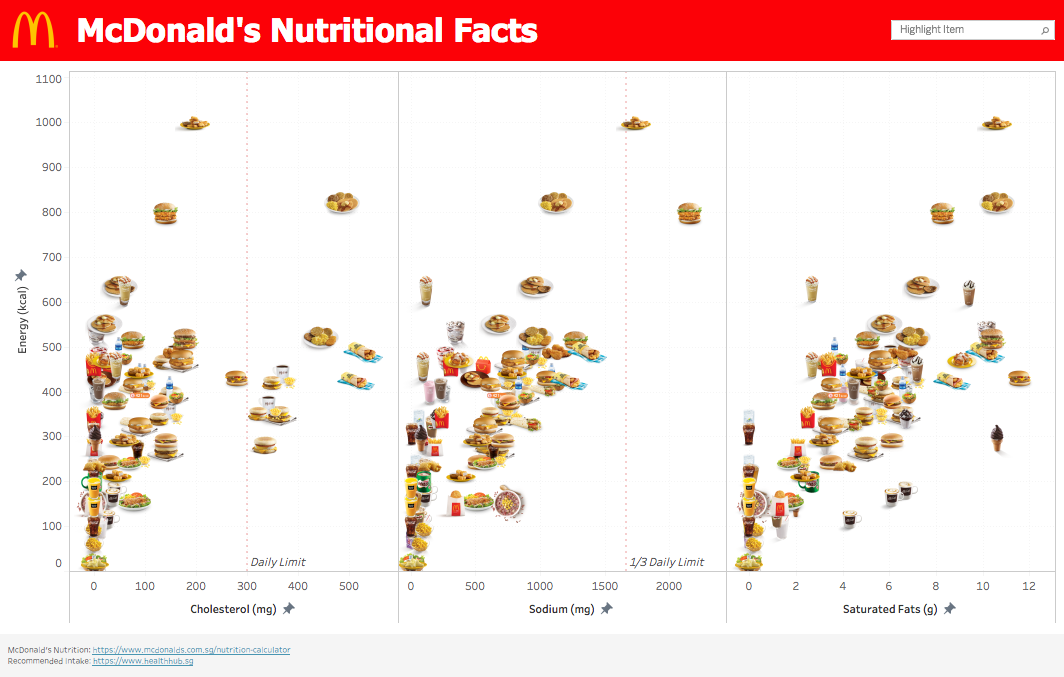 McDonald's Nutritional Facts
Highlight Item
Energy (kcal)
1100
1000
900
800
700
600
500
400
300
200
100
0
Daily Limit
1/3 Daily Limit
0 100 200 300 400 500
0 500 1000 1500 2000
0 2 4 6 8 10 12
Cholesterol (mg)
Sodium (mg)
Saturated Fats (g)
McDonald's Nutrition: https://www.mcdonalds.com.sg/nutrition-calculator
Recommended Intake: https://www.healthhub.sg